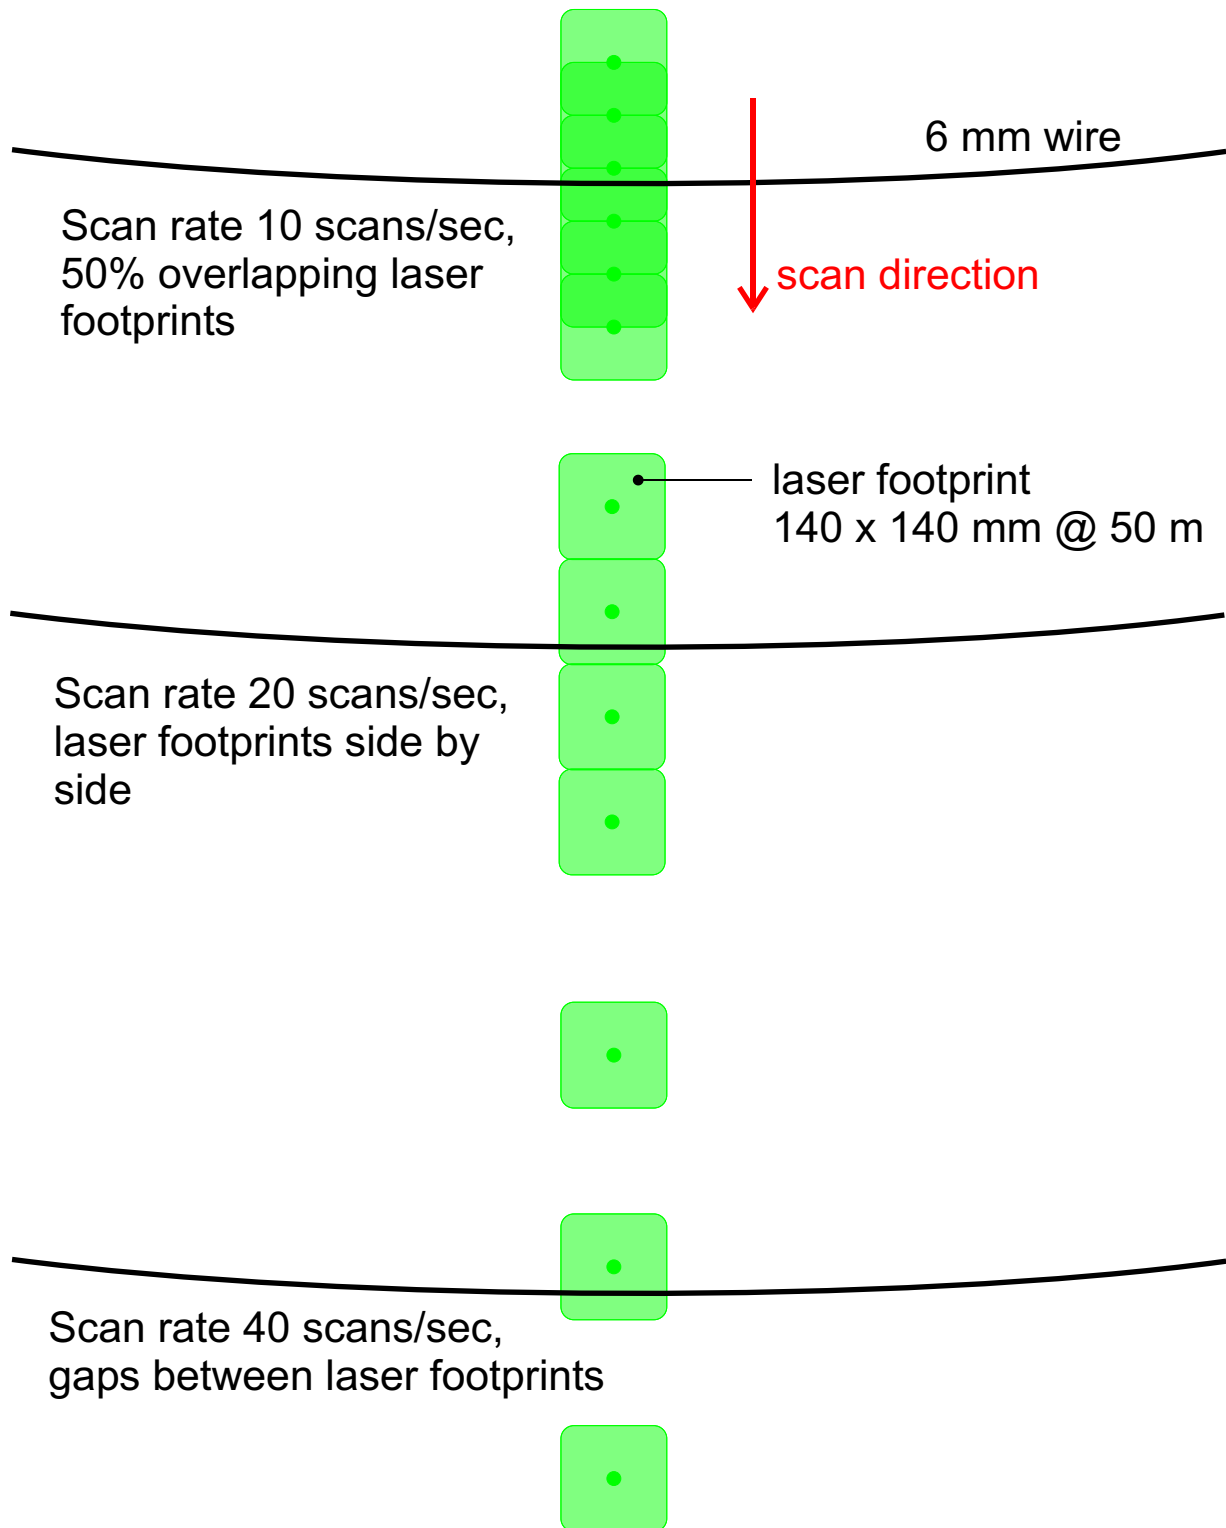 6 mm wire
Scan rate 10 scans/sec,
50% overlapping laser
footprints
scan direction
laser footprint
140 x 140 mm @ 50 m
Scan rate 20 scans/sec,
laser footprints side by
side
Scan rate 40 scans/sec,
gaps between laser footprints